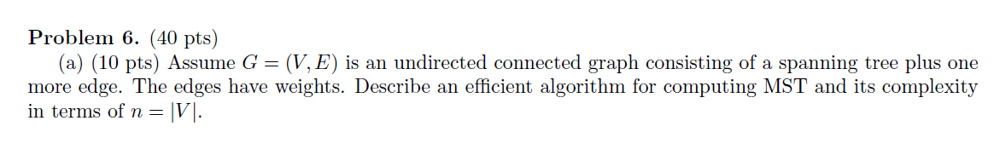 Problem 6. (40 pts)
(a) (10 pts) Assume G = (V, E) is an undirected connected graph consisting of a spanning tree plus one
more edge. The edges have weights. Describe an efficient algorithm for computing MST and its complexity
in terms of n = |V|.